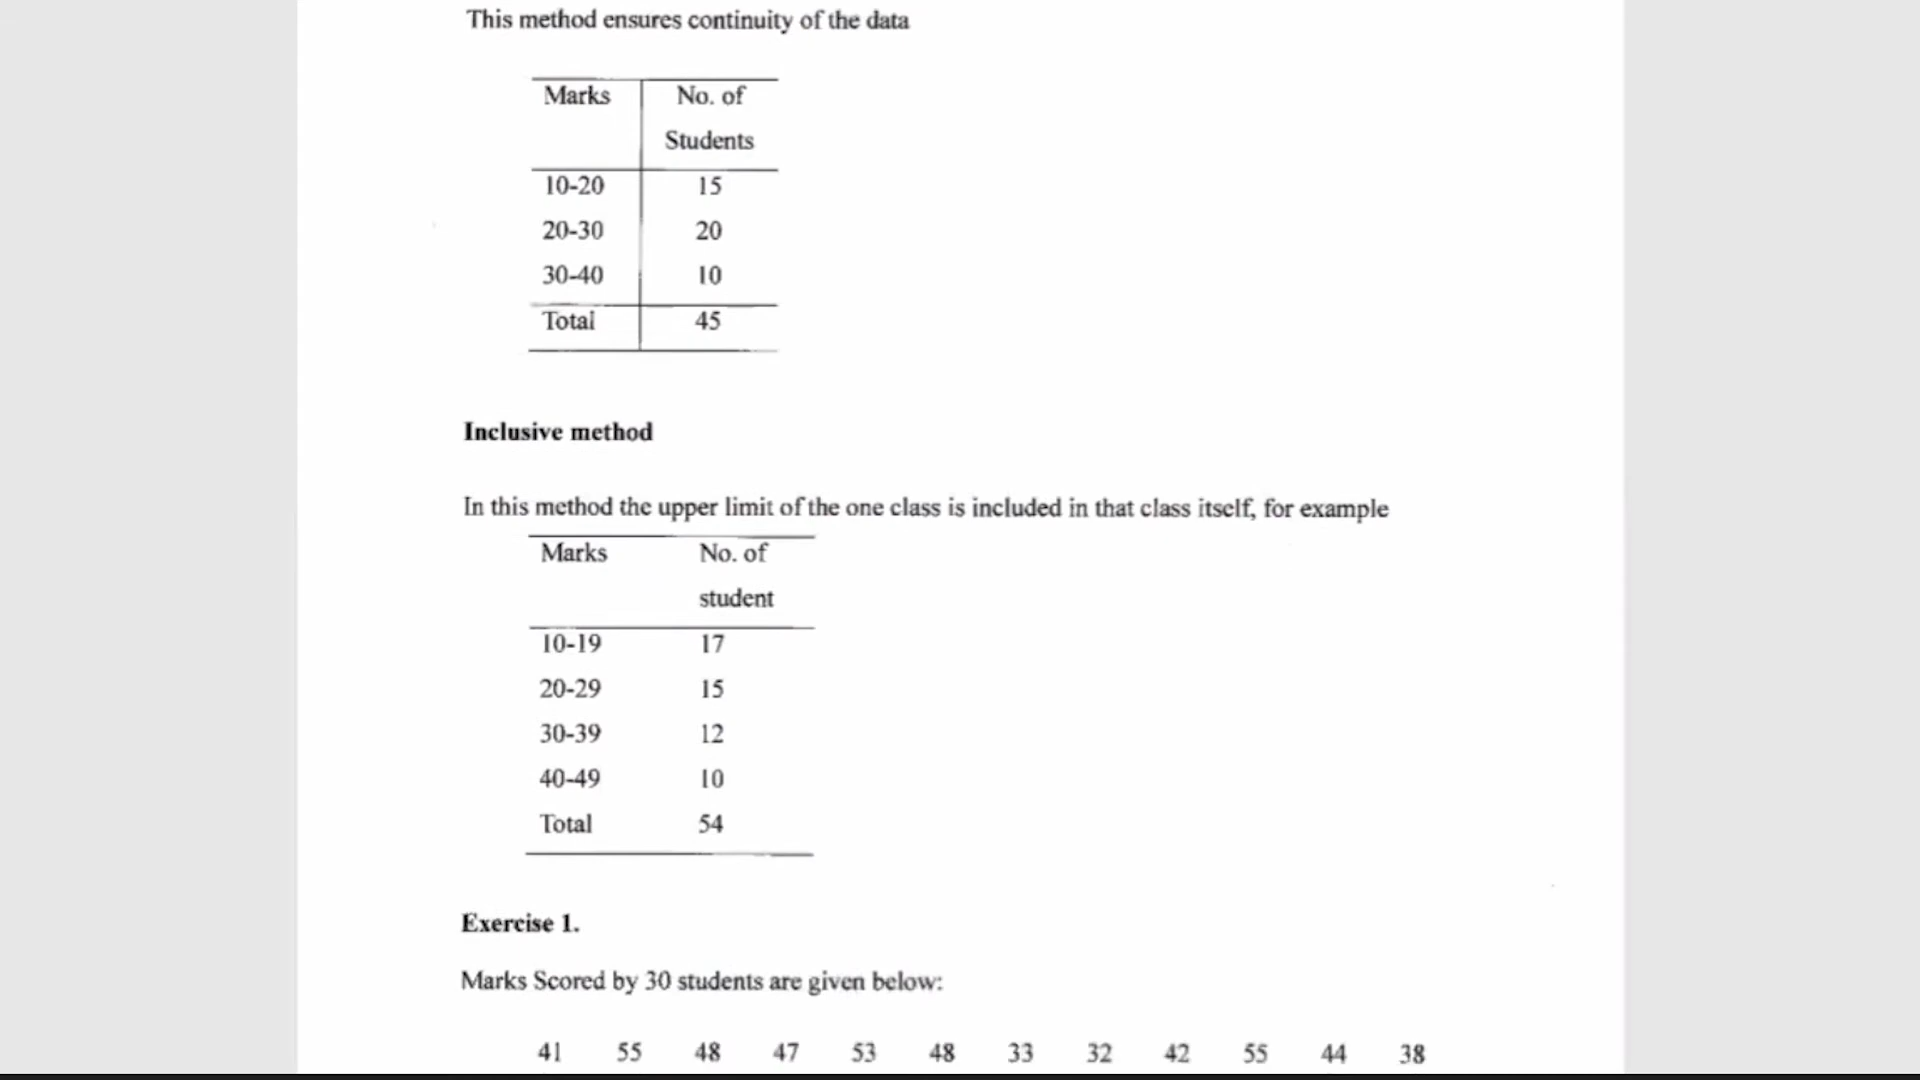 This method ensures continuity of the data
Marks No. of
Students
10-20 15
20-30 20
30-40 10
Total 45
Inclusive method
In this method the upper limit of the one class is included in that class itself, for example
Marks No. of
student
10-19 17
20-29 15
30-39 12
40-49 10
Total 54
Exercise 1.
Marks Scored by 30 students are given below:
41 55 48 47 53 48 33 32 42 55 44 38